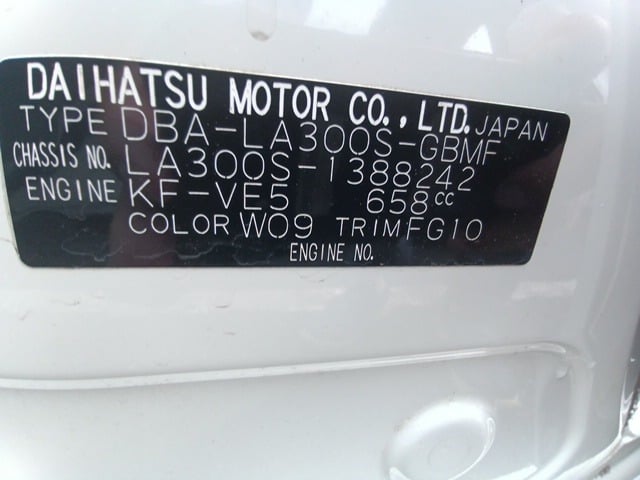 DAIHATSU MOTOR CO., LTD. JAPAN
TYPE DBA-LA300S-GBMF
CHASSIS NO. LA300S-1388242
ENGINE KF-VE5 658cc
COLOR W09 TRIM FG10
ENGINE NO.